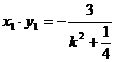 x₁ · y₁ = − 3 / (k² + 1/4)